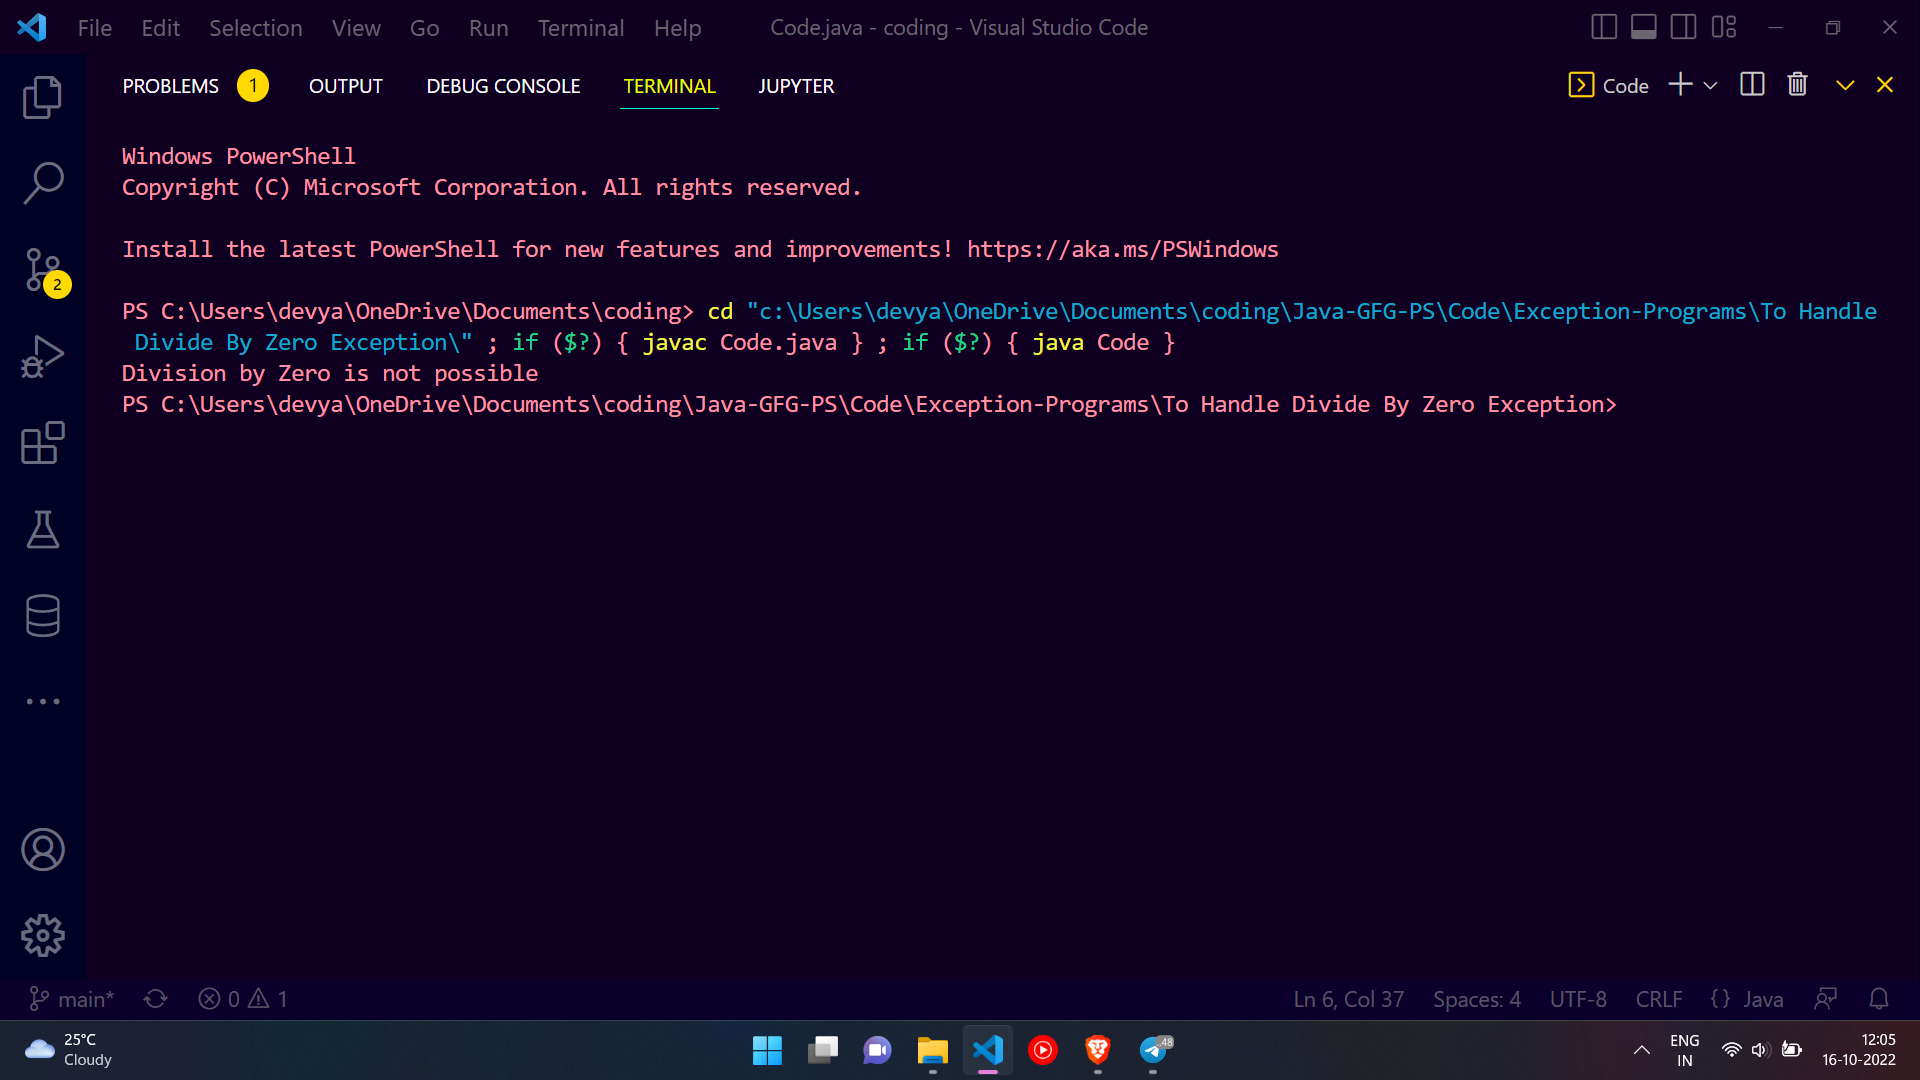 File Edit Selection View Go Run Terminal Help Code.java - coding - Visual Studio Code
PROBLEMS 1 OUTPUT DEBUG CONSOLE TERMINAL JUPYTER Code
Windows PowerShell
Copyright (C) Microsoft Corporation. All rights reserved.
Install the latest PowerShell for new features and improvements! https://aka.ms/PSWindows
2
PS C:\Users\devya\OneDrive\Documents\coding> cd "c:\Users\devya\OneDrive\Documents\coding\Java-GFG-PS\Code\Exception-Programs\To Handle
Divide By Zero Exception\" ; if ($?) { javac Code.java } ; if ($?) { java Code }
Division by Zero is not possible
PS C:\Users\devya\OneDrive\Documents\coding\Java-GFG-PS\Code\Exception-Programs\To Handle Divide By Zero Exception>
main* 0 1 Ln 6, Col 37 Spaces: 4 UTF-8 CRLF {} Java
25°C
Cloudy
48
ENG
IN
12:05
16-10-2022